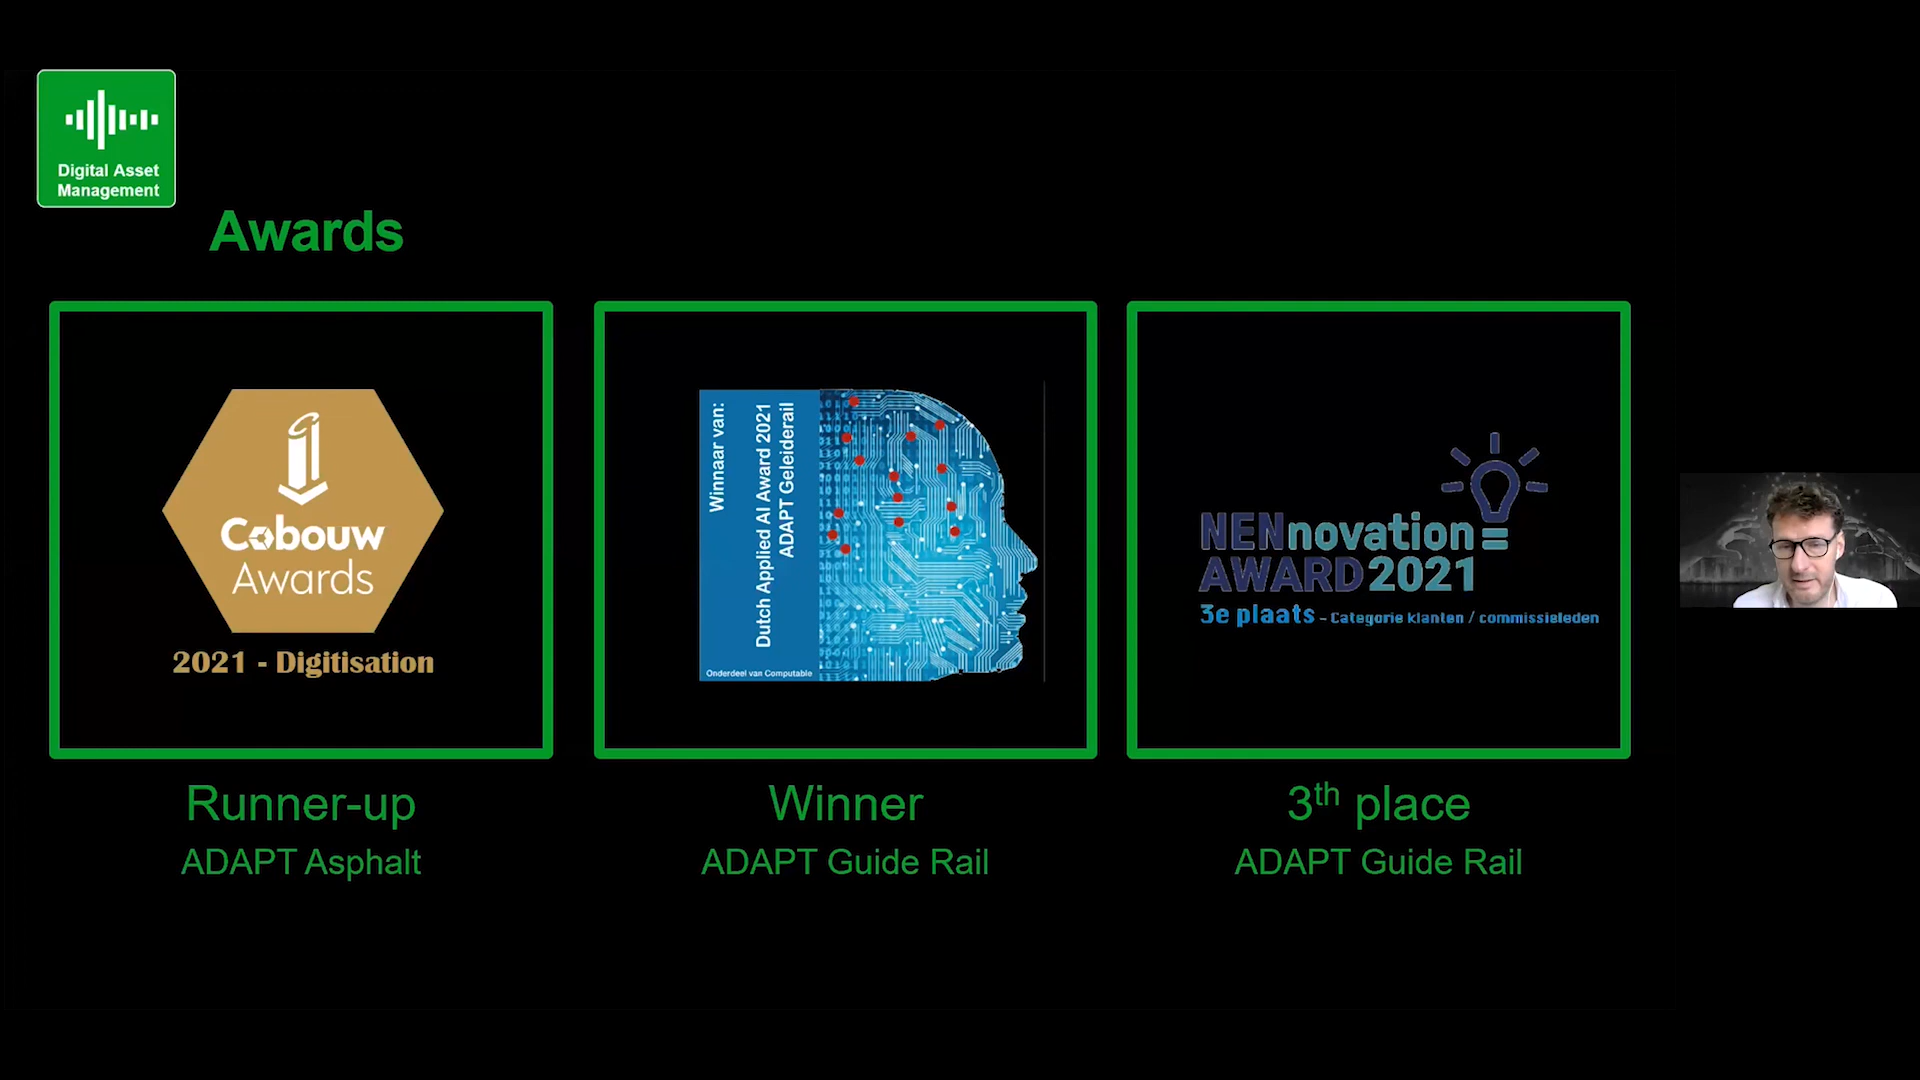 Digital Asset
Management
Awards
Cobouw
Awards
2021 - Digitisation
Runner-up
ADAPT Asphalt
Winnaar van:
Dutch Applied AI Award 2021
ADAPT Geleiderail
Onderdeel van Computable
Winner
ADAPT Guide Rail
NENnovation
AWARD2021
3e plaats - Categorie klanten / commissieleden
3th place
ADAPT Guide Rail